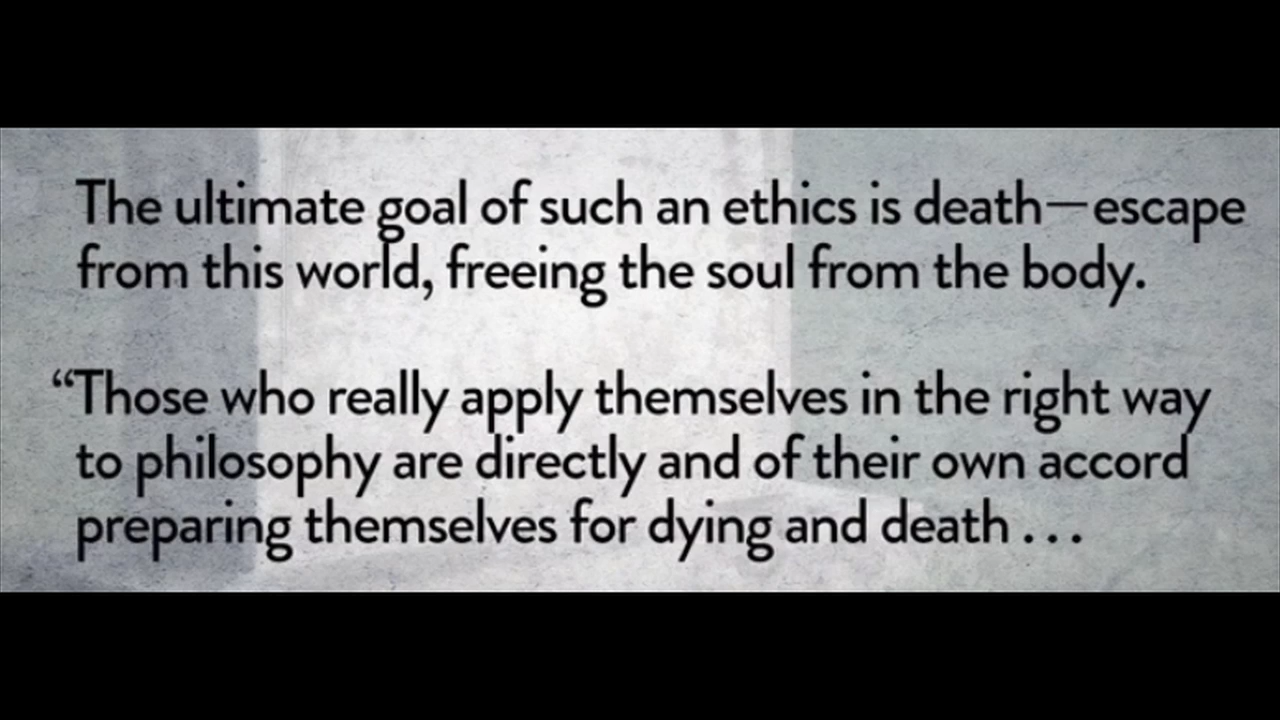 The ultimate goal of such an ethics is death—escape
from this world, freeing the soul from the body.
“Those who really apply themselves in the right way
to philosophy are directly and of their own accord
preparing themselves for dying and death . . .